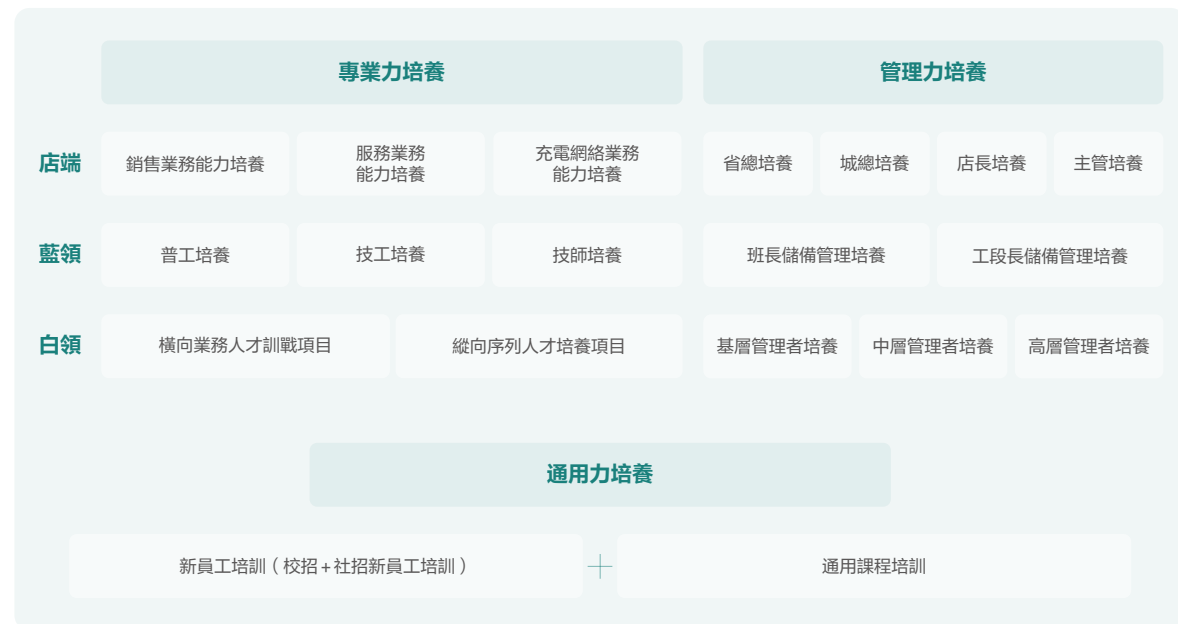 專業力培養
管理力培養
店端
銷售業務能力培養
服務業務
能力培養
充電網絡業務
能力培養
省總培養
城總培養
店長培養
主管培養
藍領
普工培養
技工培養
技師培養
班長儲備管理培養
工段長儲備管理培養
白領
橫向業務人才訓戰項目
縱向序列人才培養項目
基層管理者培養
中層管理者培養
高層管理者培養
通用力培養
新員工培訓（校招+社招新員工培訓）
+
通用課程培訓